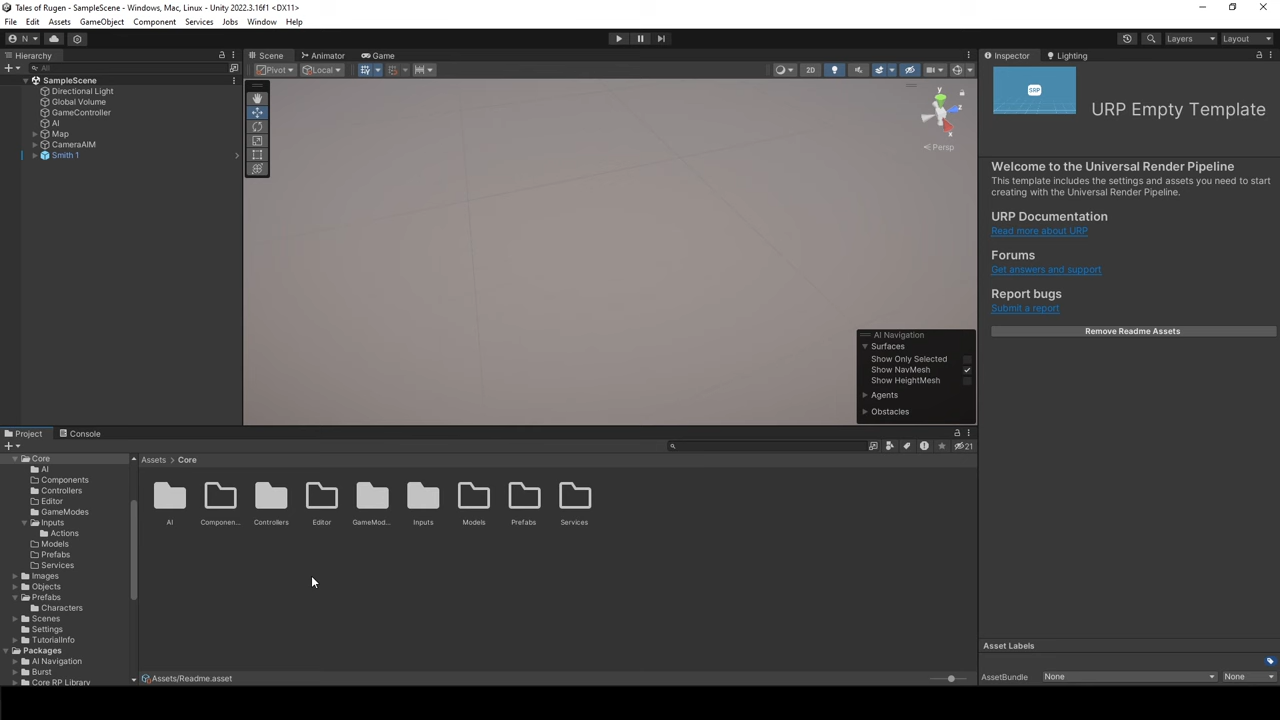 Tales of Rugen - SampleScene - Windows, Mac, Linux - Unity 2022.3.16f1 <DX11>
File Edit Assets GameObject Component Services Jobs Window Help
N Layers Layout
Hierarchy
All
SampleScene
Directional Light
Global Volume
GameController
AI
Map
CameraAIM
Smith 1
Scene Animator Game
Pivot Local 2D
y
z
x
Persp
AI Navigation
Surfaces
Show Only Selected
Show NavMesh
Show HeightMesh
Agents
Obstacles
Inspector Lighting
SRP
URP Empty Template
Welcome to the Universal Render Pipeline
This template includes the settings and assets you need to start
creating with the Universal Render Pipeline.
URP Documentation
Read more about URP
Forums
Get answers and support
Report bugs
Submit a report
Remove Readme Assets
Project Console
21
Core
AI
Components
Controllers
Editor
GameModes
Inputs
Actions
Models
Prefabs
Services
Images
Objects
Prefabs
Characters
Scenes
Settings
TutorialInfo
Packages
AI Navigation
Burst
Core RP Library
Assets > Core
AI Componen... Controllers Editor GameMod... Inputs Models Prefabs Services
Assets/Readme.asset
Asset Labels
AssetBundle None None